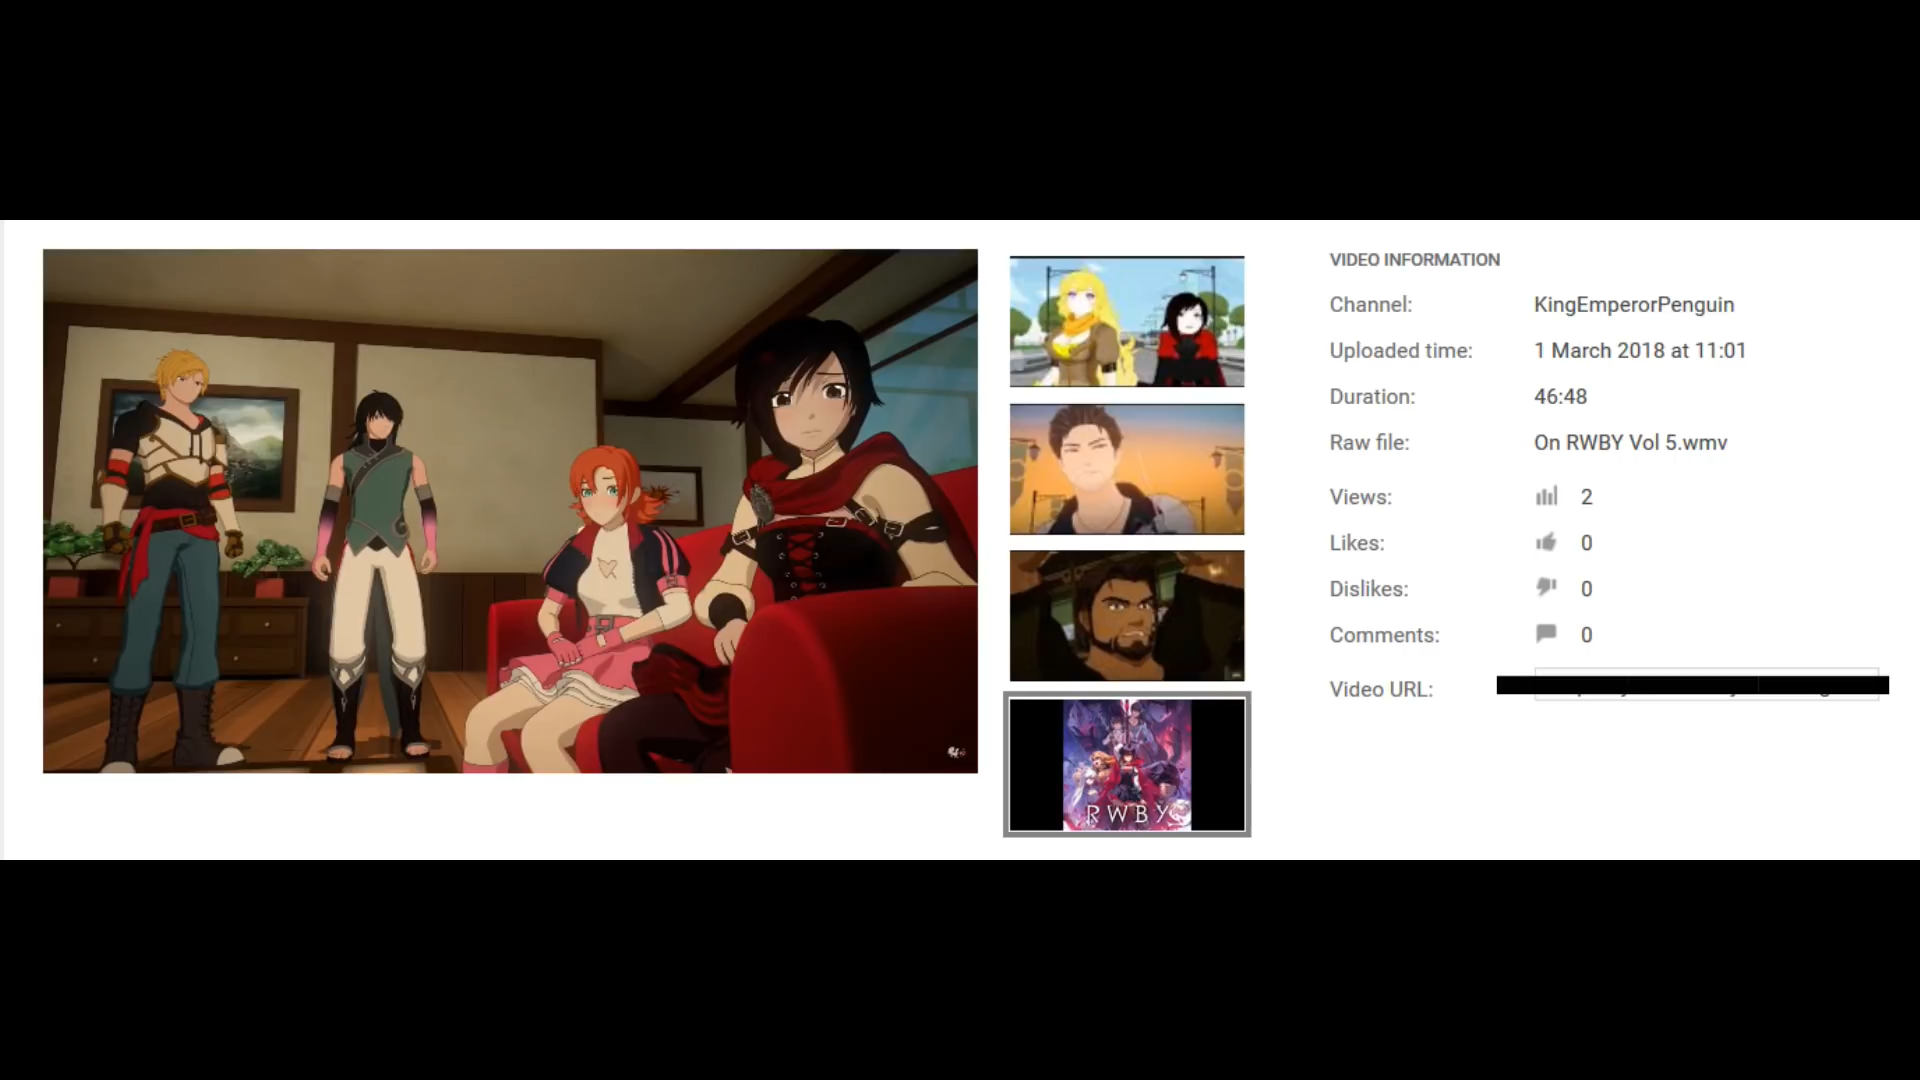 VIDEO INFORMATION
Channel: KingEmperorPenguin
Uploaded time: 1 March 2018 at 11:01
Duration: 46:48
Raw file: On RWBY Vol 5.wmv
Views: 2
Likes: 0
Dislikes: 0
Comments: 0
Video URL:
RWBY